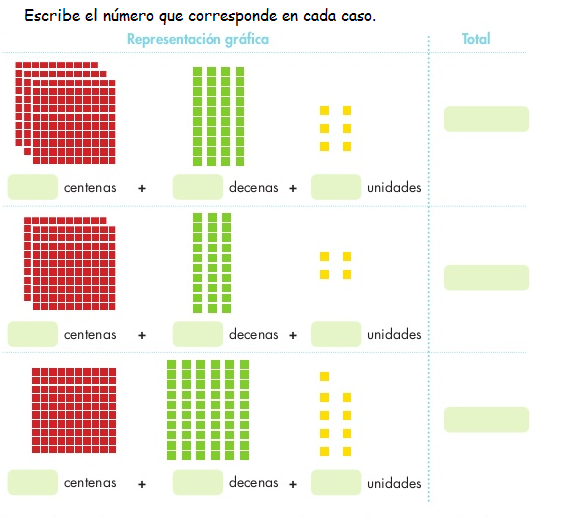 Escribe el número que corresponde en cada caso.
Representación gráfica Total
centenas + decenas + unidades
centenas + decenas + unidades
centenas + decenas + unidades